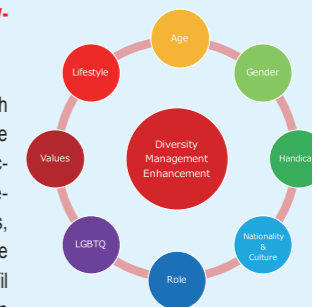 Age
Lifestyle
Gender
Diversity
Management
Enhancement
Values
Handica
LGBTQ
Nationality
&
Culture
Role